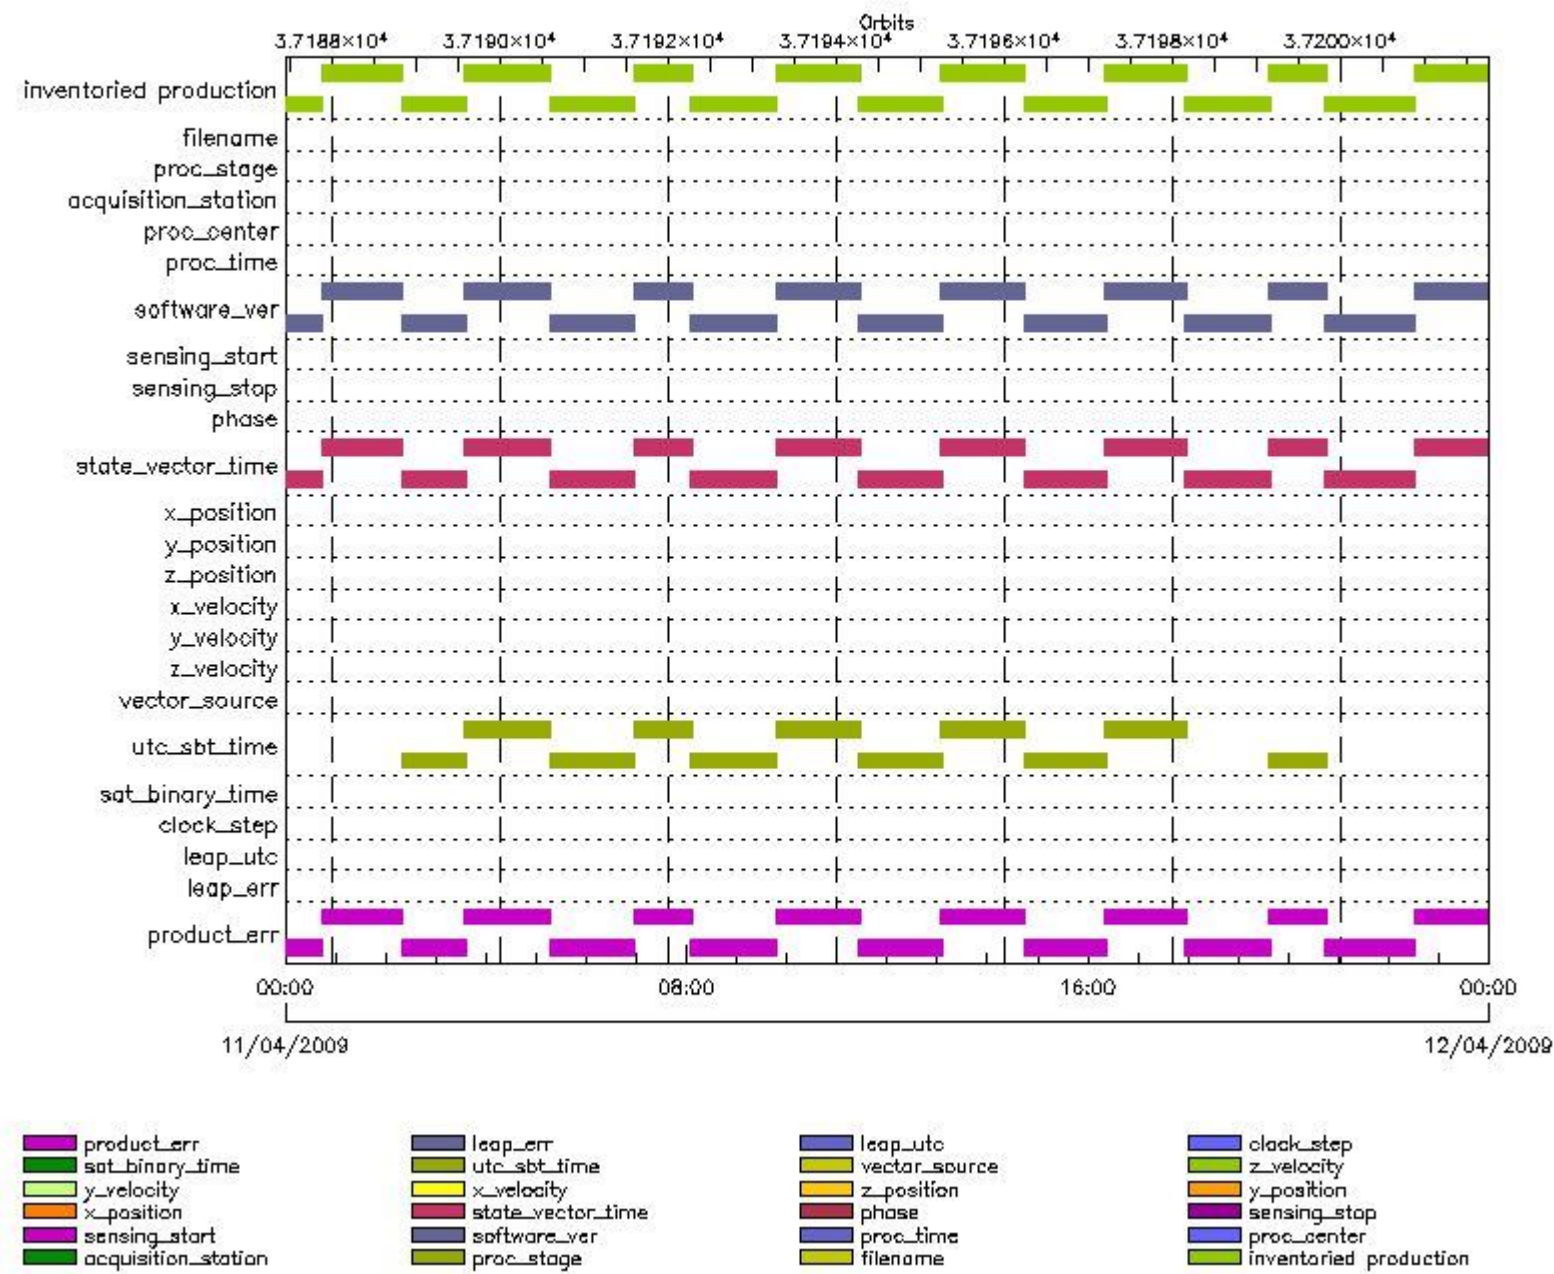 Orbits
3.7188×10⁴ 3.7190×10⁴ 3.7192×10⁴ 3.7194×10⁴ 3.7196×10⁴ 3.7198×10⁴ 3.7200×10⁴
inventoried production
filename
proc_stage
acquisition_station
proc_center
proc_time
software_ver
sensing_start
sensing_stop
phase
state_vector_time
x_position
y_position
z_position
x_velocity
y_velocity
z_velocity
vector_source
utc_sbt_time
sat_binary_time
clock_step
leap_utc
leap_err
product_err
00:00 08:00 16:00 00:00
11/04/2009 12/04/2009
product_err leap_err leap_utc clock_step
sat_binary_time utc_sbt_time vector_source z_velocity
y_velocity x_velocity z_position y_position
x_position state_vector_time phase sensing_stop
sensing_start software_ver proc_time proc_center
acquisition_station proc_stage filename inventoried production